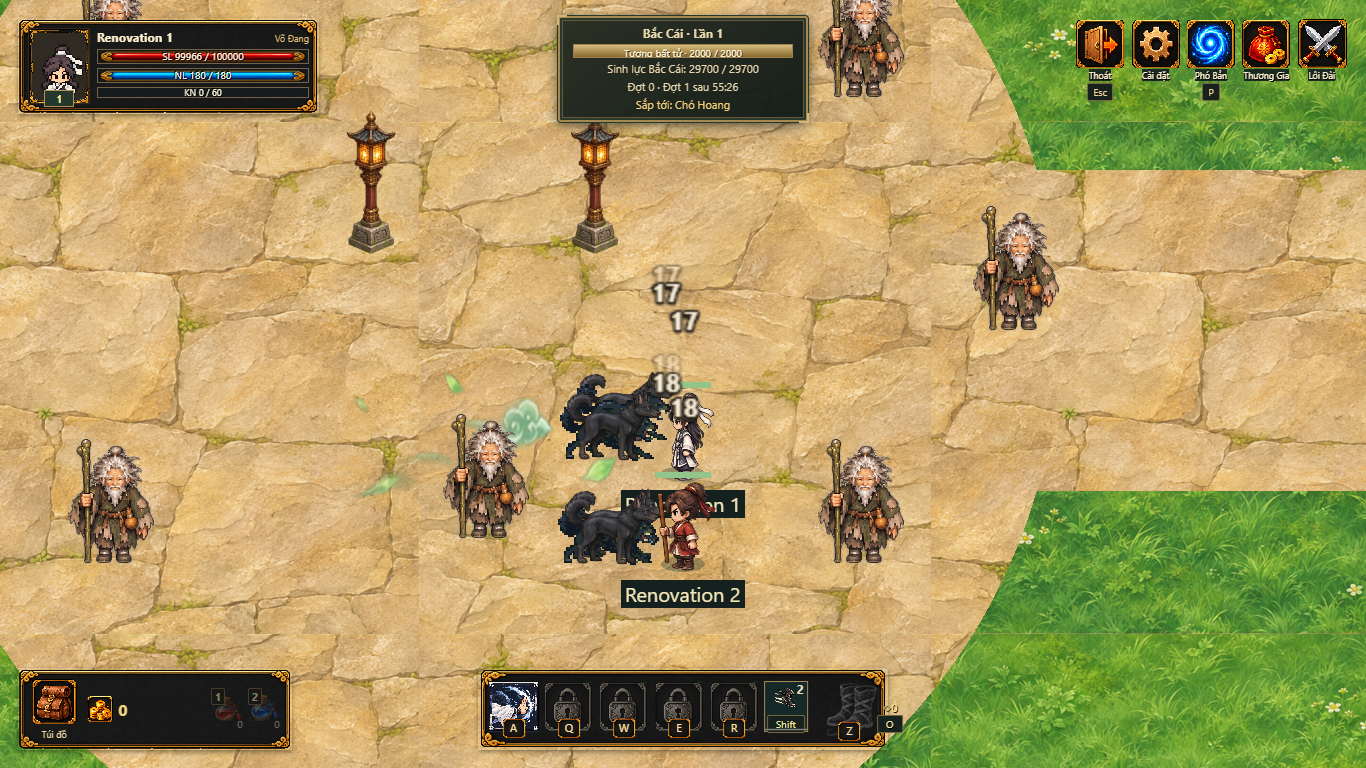 Renovation 1
Võ Đang
SL 99966 / 100000
NL 180 / 180
KN 0 / 60
1
Bắc Cái · Lần 1
Tương bất tử · 2000 / 2000
Sinh lực Bắc Cái: 29700 / 29700
Đợt 0 · Đợt 1 sau 55:26
Sắp tới: Chó Hoang
Thoát
Cài đặt
Phó Bản
Thương Gia
Lôi Đài
Esc
P
17
17
17
18
18
18
n 1
Renovation 2
Túi đồ
0
1
0
2
0
A
Q
W
E
R
2
Shift
Z
O